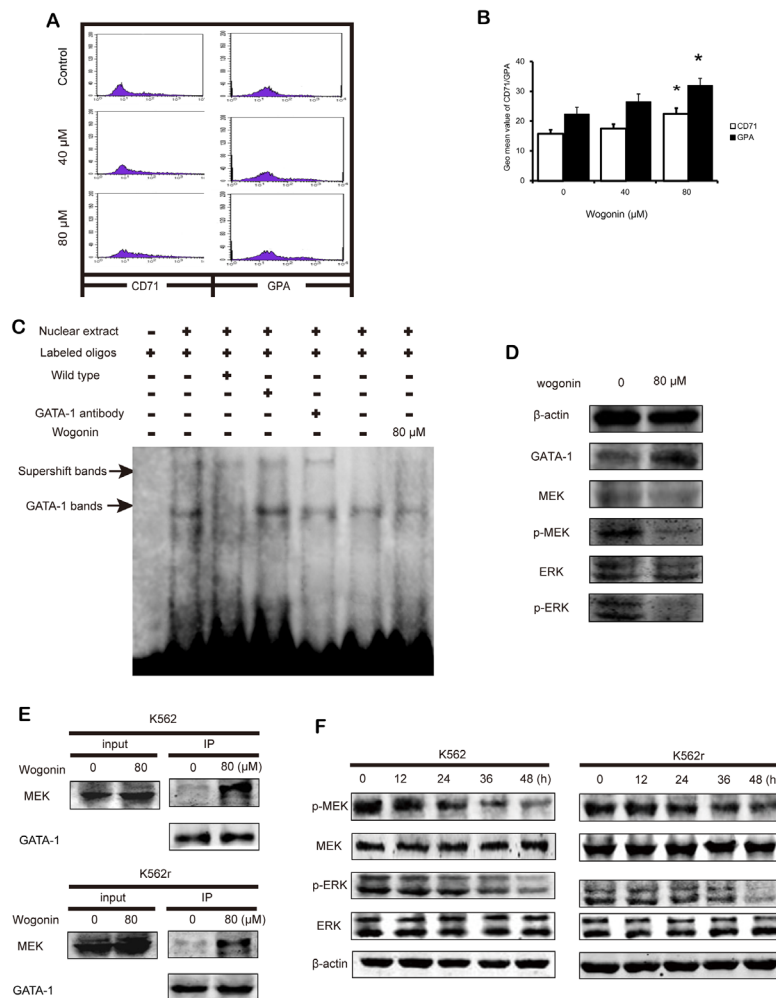 A
Control
40 μM
80 μM
CD71 GPA
B
Geo mean value of CD71/GPA
40
30
20
10
0
* *
CD71
GPA
0 40 80
Wogonin (μM)
C
Nuclear extract - + + + + + +
Labeled oligos + + + + + + +
Wild type - - + - - - -
- - - + - - -
GATA-1 antibody - - - - + - -
Wogonin - - - - - - 80 μM
Supershift bands
GATA-1 bands
D
wogonin 0 80 μM
β-actin
GATA-1
MEK
p-MEK
ERK
p-ERK
E
K562
input IP
Wogonin 0 80 0 80 (μM)
MEK
GATA-1
K562r
input IP
Wogonin 0 80 0 80 (μM)
MEK
GATA-1
F
K562 K562r
0 12 24 36 48 (h) 0 12 24 36 48 (h)
p-MEK
MEK
p-ERK
ERK
β-actin